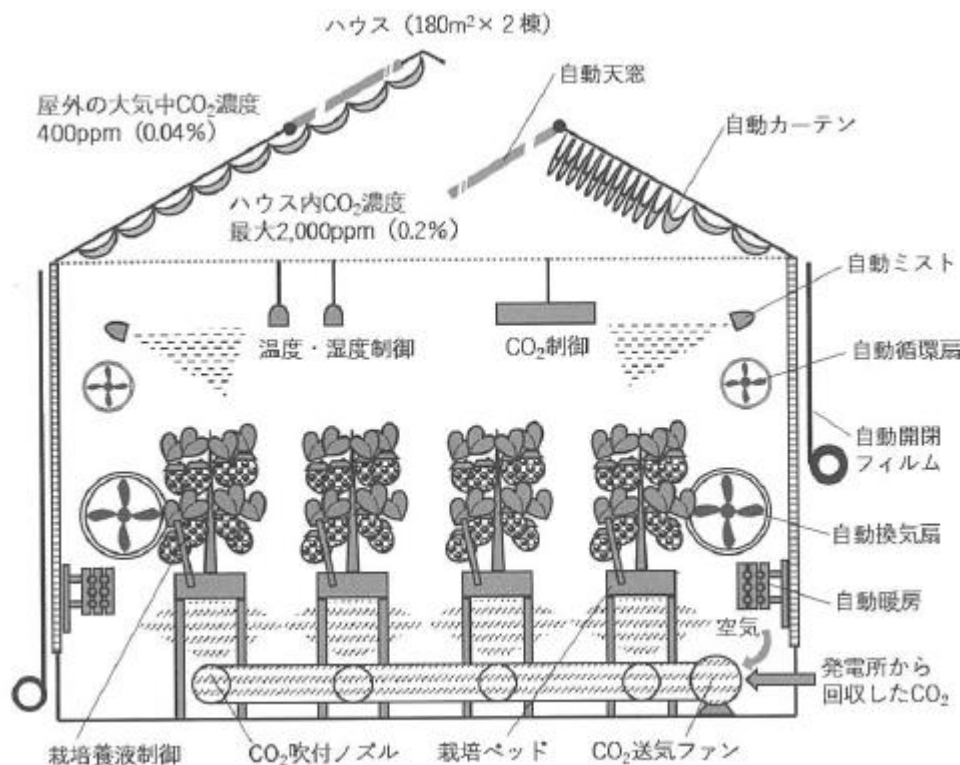 ハウス（180m²×2棟）
自動天窓
屋外の大気中CO₂濃度
400ppm（0.04%）
自動カーテン
ハウス内CO₂濃度
最大2,000ppm（0.2%）
自動ミスト
温度・湿度制御
CO₂制御
自動循環扇
自動開閉
フィルム
自動換気扇
自動暖房
空気
発電所から
回収したCO₂
栽培養液制御
CO₂吹付ノズル
栽培ベッド
CO₂送気ファン